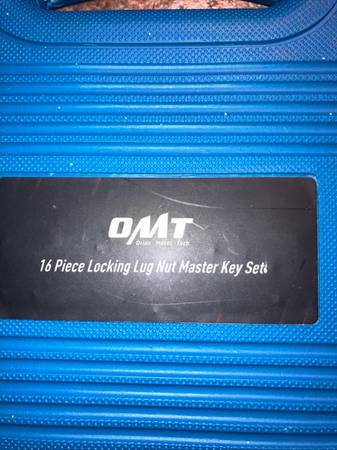 OMT
Orion Motor Tech
16 Piece Locking Lug Nut Master Key Set